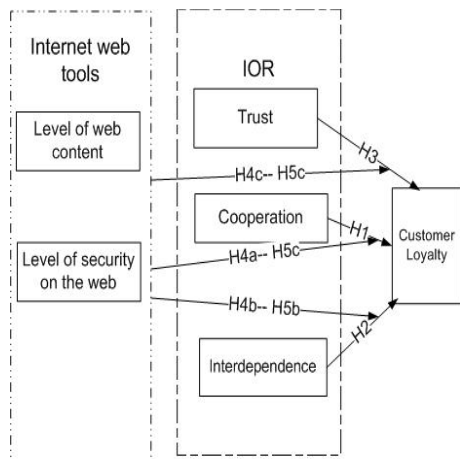 Internet web
tools
Level of web
content
Level of security
on the web
IOR
Trust
Cooperation
Interdependence
H3
H4c-- H5c
H1
H4a-- H5c
H4b-- H5b
H2
Customer
Loyalty